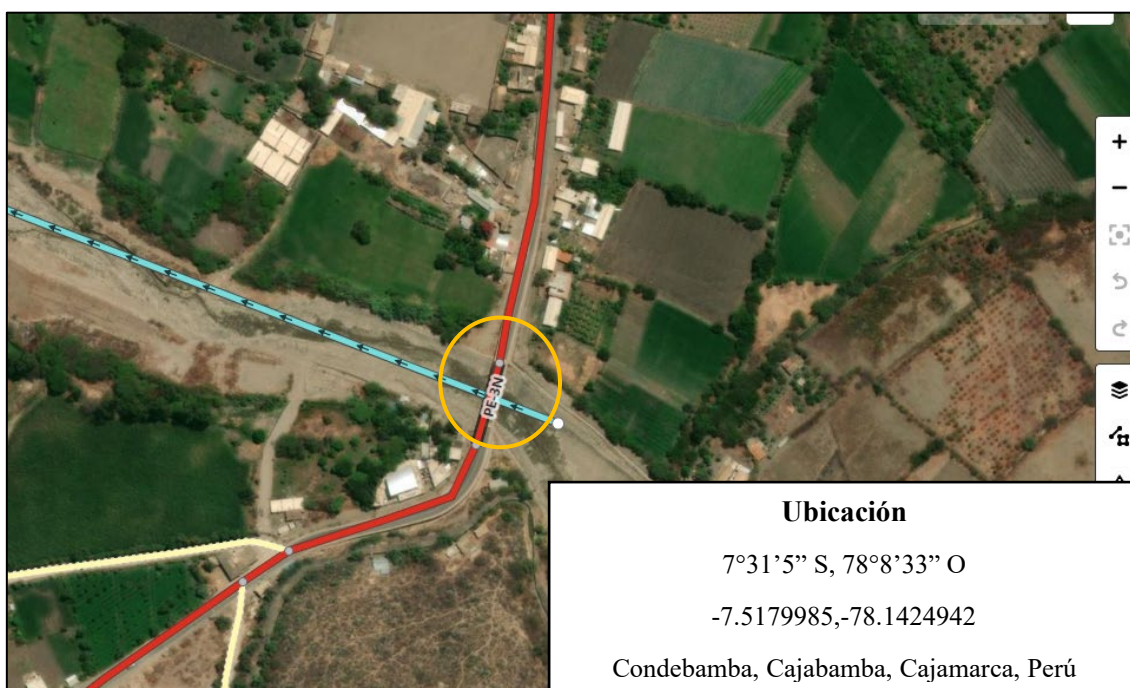 PE-3N
Ubicación
7°31’5” S, 78°8’33” O
-7.5179985,-78.1424942
Condebamba, Cajabamba, Cajamarca, Perú